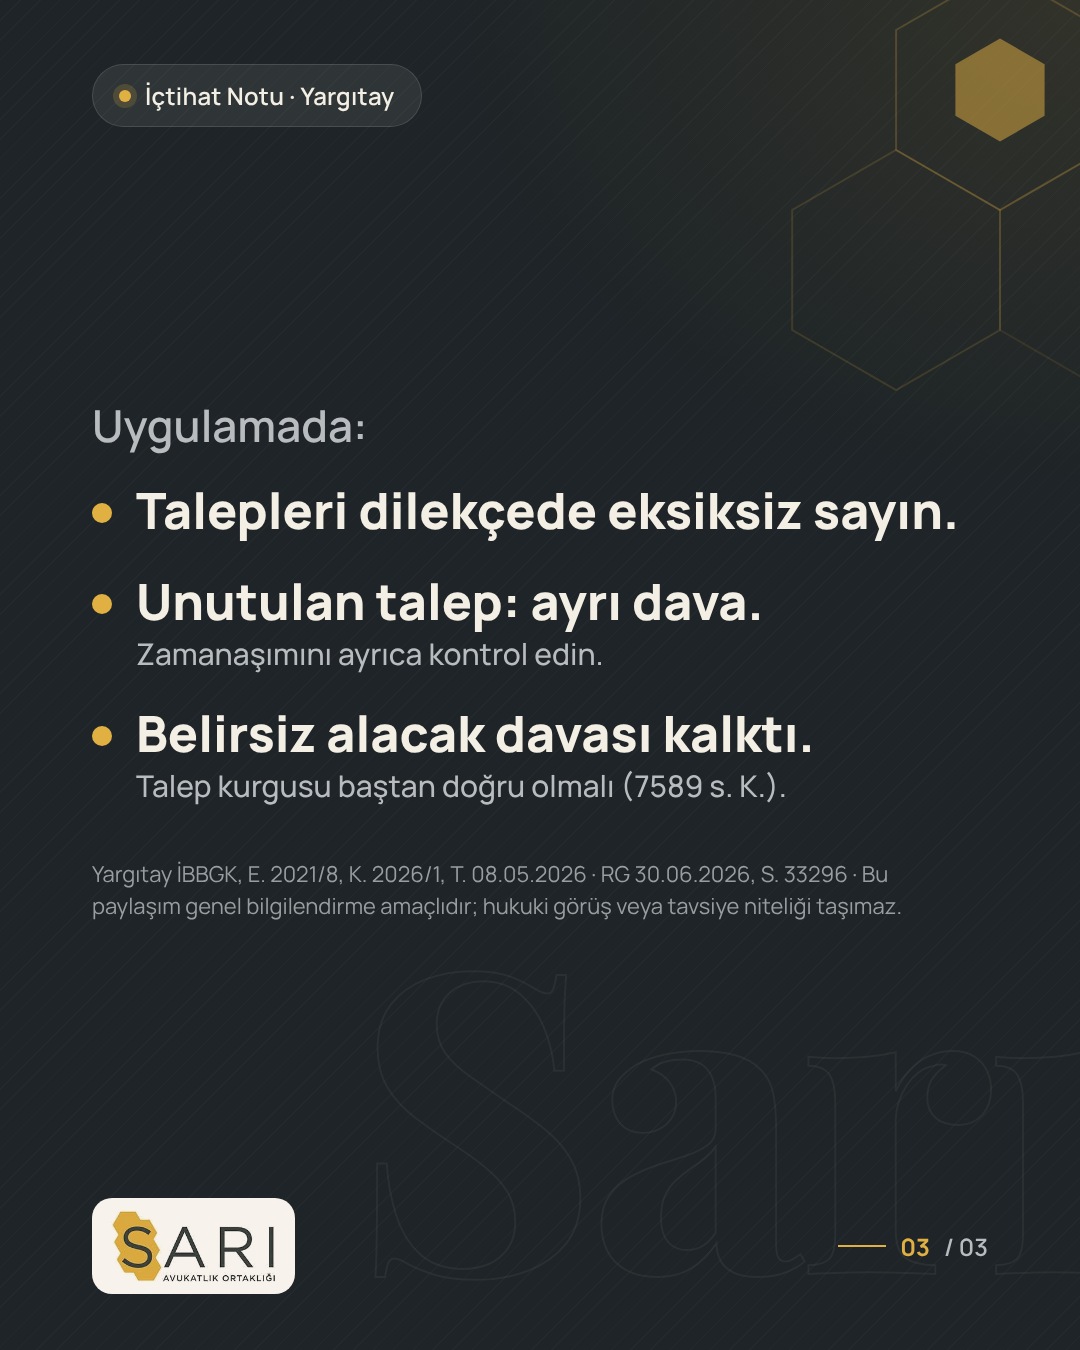 İçtihat Notu · Yargıtay
Uygulamada:
Talepleri dilekçede eksiksiz sayın.
Unutulan talep: ayrı dava.
Zamanaşımını ayrıca kontrol edin.
Belirsiz alacak davası kalktı.
Talep kurgusu baştan doğru olmalı (7589 s. K.).
Yargıtay İBBGK, E. 2021/8, K. 2026/1, T. 08.05.2026 · RG 30.06.2026, S. 33296 · Bu
paylaşım genel bilgilendirme amaçlıdır; hukuki görüş veya tavsiye niteliği taşımaz.
Sarı
SARI
AVUKATLIK ORTAKLIĞI
03 / 03